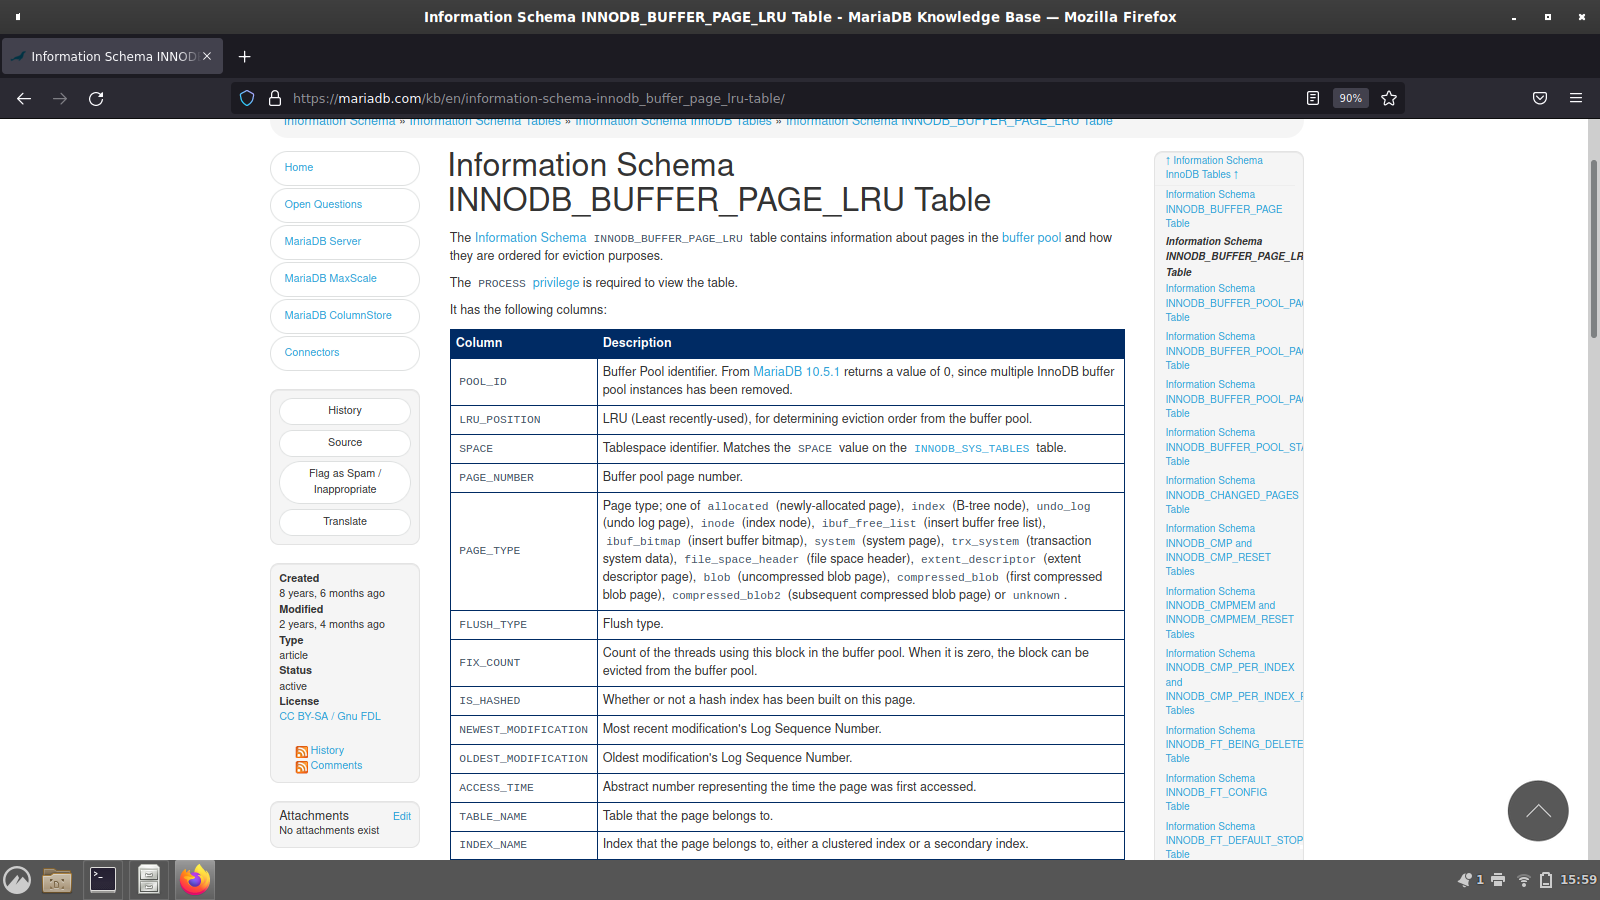 Information Schema INNODB_BUFFER_PAGE_LRU Table - MariaDB Knowledge Base — Mozilla Firefox
Information Schema INNOD
https://mariadb.com/kb/en/information-schema-innodb_buffer_page_lru-table/
90%
Information Schema » Information Schema Tables » Information Schema InnoDB Tables » Information Schema INNODB_BUFFER_PAGE_LRU Table
Home
Open Questions
MariaDB Server
MariaDB MaxScale
MariaDB ColumnStore
Connectors
History
Source
Flag as Spam /
Inappropriate
Translate
Created
8 years, 6 months ago
Modified
2 years, 4 months ago
Type
article
Status
active
License
CC BY-SA / Gnu FDL
History
Comments
Attachments
Edit
No attachments exist
Information Schema
INNODB_BUFFER_PAGE_LRU Table
The Information Schema INNODB_BUFFER_PAGE_LRU table contains information about pages in the buffer pool and how
they are ordered for eviction purposes.
The PROCESS privilege is required to view the table.
It has the following columns:
Column Description
POOL_ID Buffer Pool identifier. From MariaDB 10.5.1 returns a value of 0, since multiple InnoDB buffer
pool instances has been removed.
LRU_POSITION LRU (Least recently-used), for determining eviction order from the buffer pool.
SPACE Tablespace identifier. Matches the SPACE value on the INNODB_SYS_TABLES table.
PAGE_NUMBER Buffer pool page number.
PAGE_TYPE Page type; one of allocated (newly-allocated page), index (B-tree node), undo_log
(undo log page), inode (index node), ibuf_free_list (insert buffer free list),
ibuf_bitmap (insert buffer bitmap), system (system page), trx_system (transaction
system data), file_space_header (file space header), extent_descriptor (extent
descriptor page), blob (uncompressed blob page), compressed_blob (first compressed
blob page), compressed_blob2 (subsequent compressed blob page) or unknown .
FLUSH_TYPE Flush type.
FIX_COUNT Count of the threads using this block in the buffer pool. When it is zero, the block can be
evicted from the buffer pool.
IS_HASHED Whether or not a hash index has been built on this page.
NEWEST_MODIFICATION Most recent modification's Log Sequence Number.
OLDEST_MODIFICATION Oldest modification's Log Sequence Number.
ACCESS_TIME Abstract number representing the time the page was first accessed.
TABLE_NAME Table that the page belongs to.
INDEX_NAME Index that the page belongs to, either a clustered index or a secondary index.
↑ Information Schema
InnoDB Tables ↑
Information Schema
INNODB_BUFFER_PAGE
Table
Information Schema
INNODB_BUFFER_PAGE_LR
Table
Information Schema
INNODB_BUFFER_POOL_PA
Table
Information Schema
INNODB_BUFFER_POOL_PA
Table
Information Schema
INNODB_BUFFER_POOL_PA
Table
Information Schema
INNODB_BUFFER_POOL_STA
Table
Information Schema
INNODB_CHANGED_PAGES
Table
Information Schema
INNODB_CMP and
INNODB_CMP_RESET
Tables
Information Schema
INNODB_CMPMEM and
INNODB_CMPMEM_RESET
Tables
Information Schema
INNODB_CMP_PER_INDEX
and
INNODB_CMP_PER_INDEX_R
Tables
Information Schema
INNODB_FT_BEING_DELETE
Table
Information Schema
INNODB_FT_CONFIG
Table
Information Schema
INNODB_FT_DEFAULT_STOP
Table
1
15:59